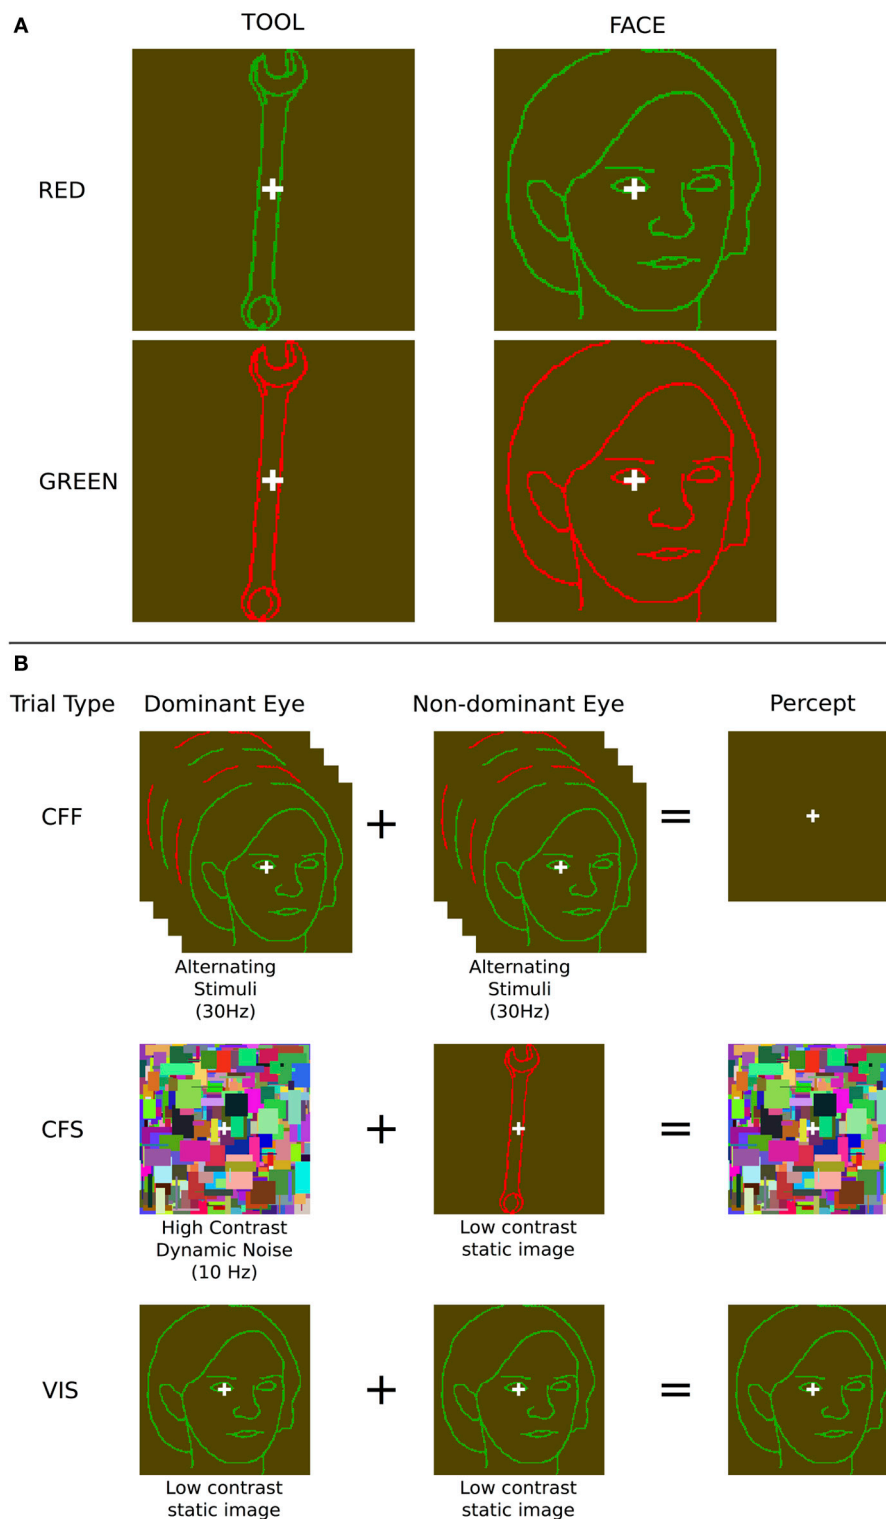 A
TOOL FACE
RED
GREEN
B
Trial Type Dominant Eye Non-dominant Eye Percept
CFF + =
Alternating Alternating
Stimuli Stimuli
(30Hz) (30Hz)
CFS + =
High Contrast Low contrast
Dynamic Noise static image
(10 Hz)
VIS + =
Low contrast Low contrast
static image static image